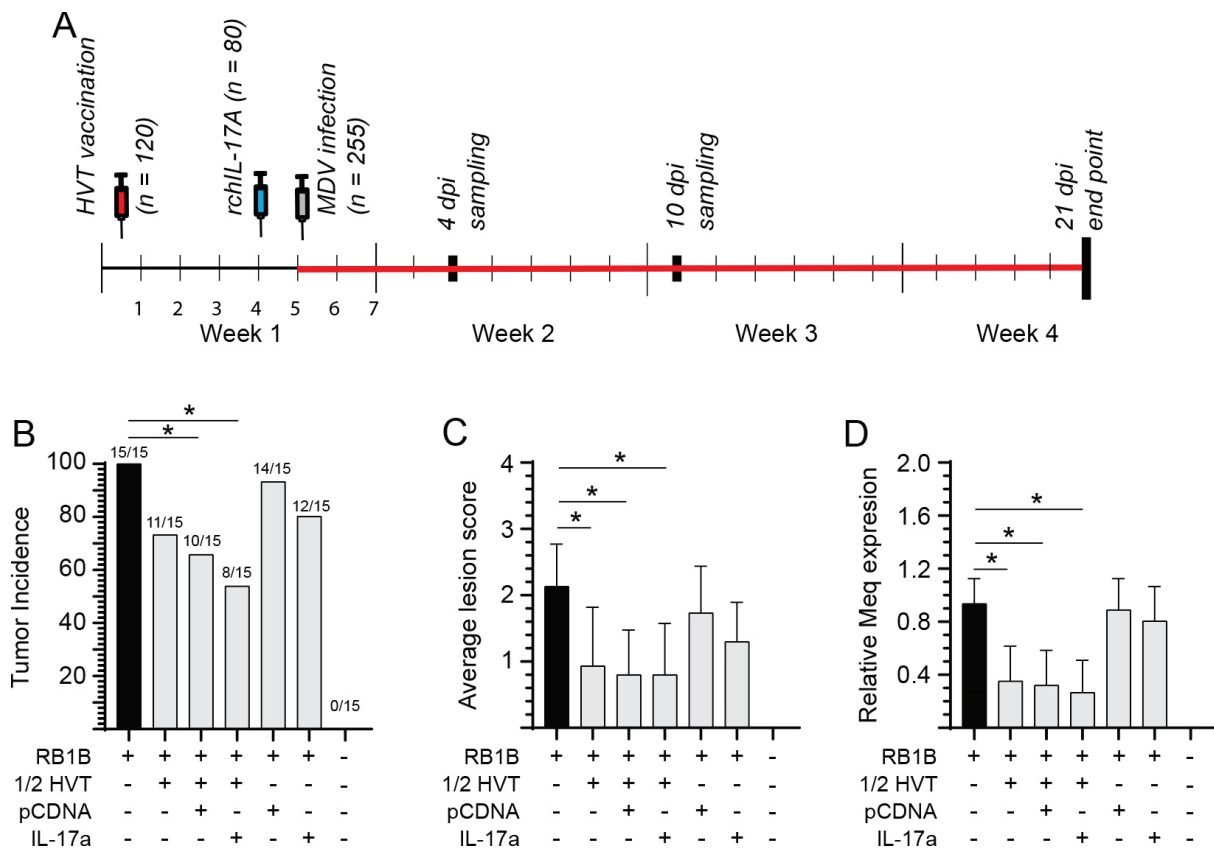 A
HVT vaccination
(n = 120)
rchIL-17A (n = 80)
MDV infection
(n = 255)
4 dpi
sampling
10 dpi
sampling
21 dpi
end point
1 2 3 4 5 6 7
Week 1 Week 2 Week 3 Week 4
B
*
*
Tumor Incidence
100
80
60
40
20
15/15
11/15
10/15
8/15
14/15
12/15
0/15
RB1B + + + + + + -
1/2 HVT - + + + - - -
pCDNA - - + - + - -
IL-17a - - - + - + -
C
*
*
*
Average lesion score
4
3
2
1
RB1B + + + + + + -
1/2 HVT - + + + - - -
pCDNA - - + - + - -
IL-17a - - - + - + -
D
*
*
*
Relative Meq expresion
2.0
1.6
1.2
0.8
0.4
RB1B + + + + + + -
1/2 HVT - + + + - - -
pCDNA - - + - + - -
IL-17a - - - + - + -